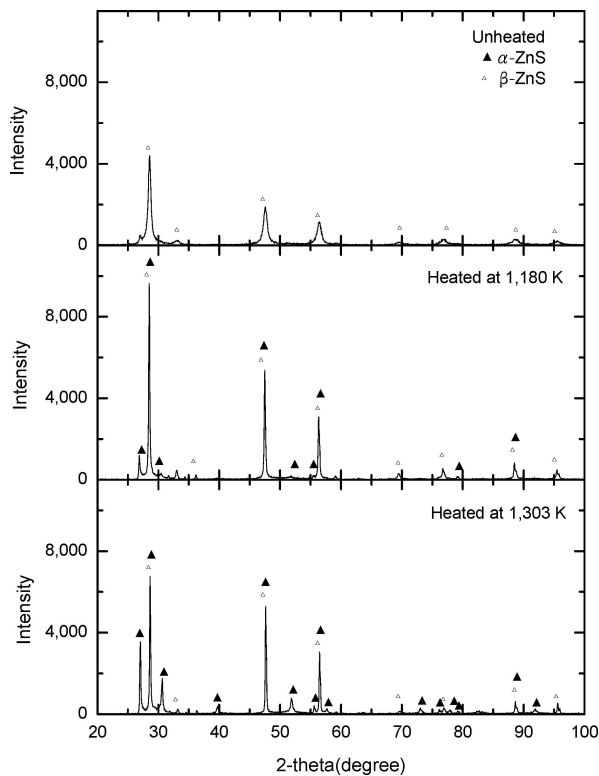 Unheated
▲ α-ZnS
△ β-ZnS
8,000
4,000
0
Intensity
Heated at 1,180 K
8,000
4,000
0
Intensity
Heated at 1,303 K
8,000
4,000
0
Intensity
20 30 40 50 60 70 80 90 100
2-theta(degree)